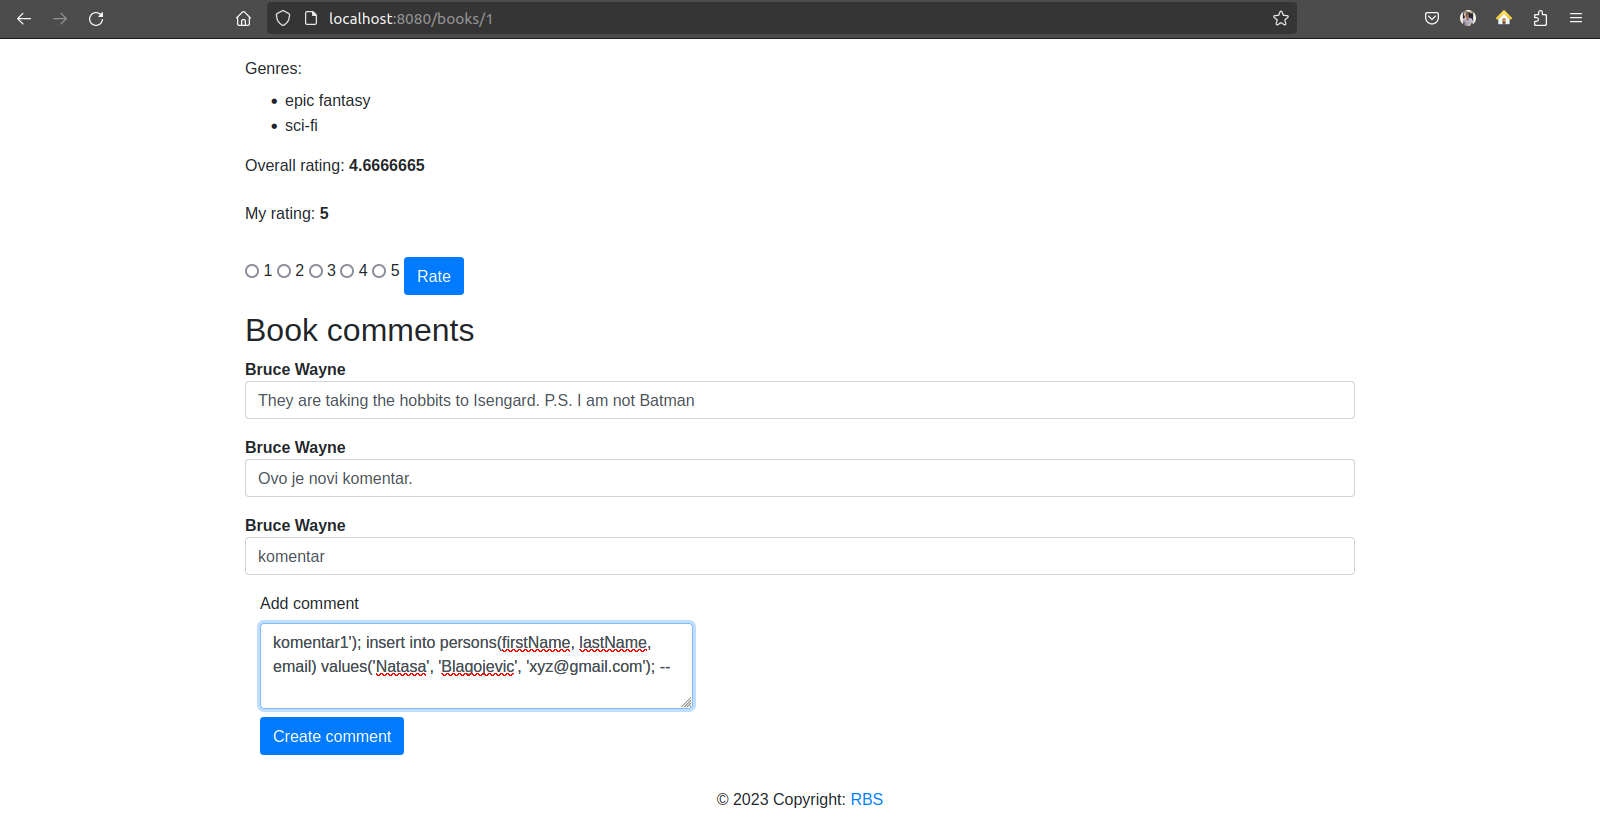 localhost:8080/books/1
Genres:
epic fantasy
sci-fi
Overall rating: 4.6666665
My rating: 5
1 2 3 4 5 Rate
Book comments
Bruce Wayne
They are taking the hobbits to Isengard. P.S. I am not Batman
Bruce Wayne
Ovo je novi komentar.
Bruce Wayne
komentar
Add comment
komentar1'); insert into persons(firstName, lastName,
email) values('Natasa', 'Blagojevic', 'xyz@gmail.com'); --
Create comment
© 2023 Copyright: RBS